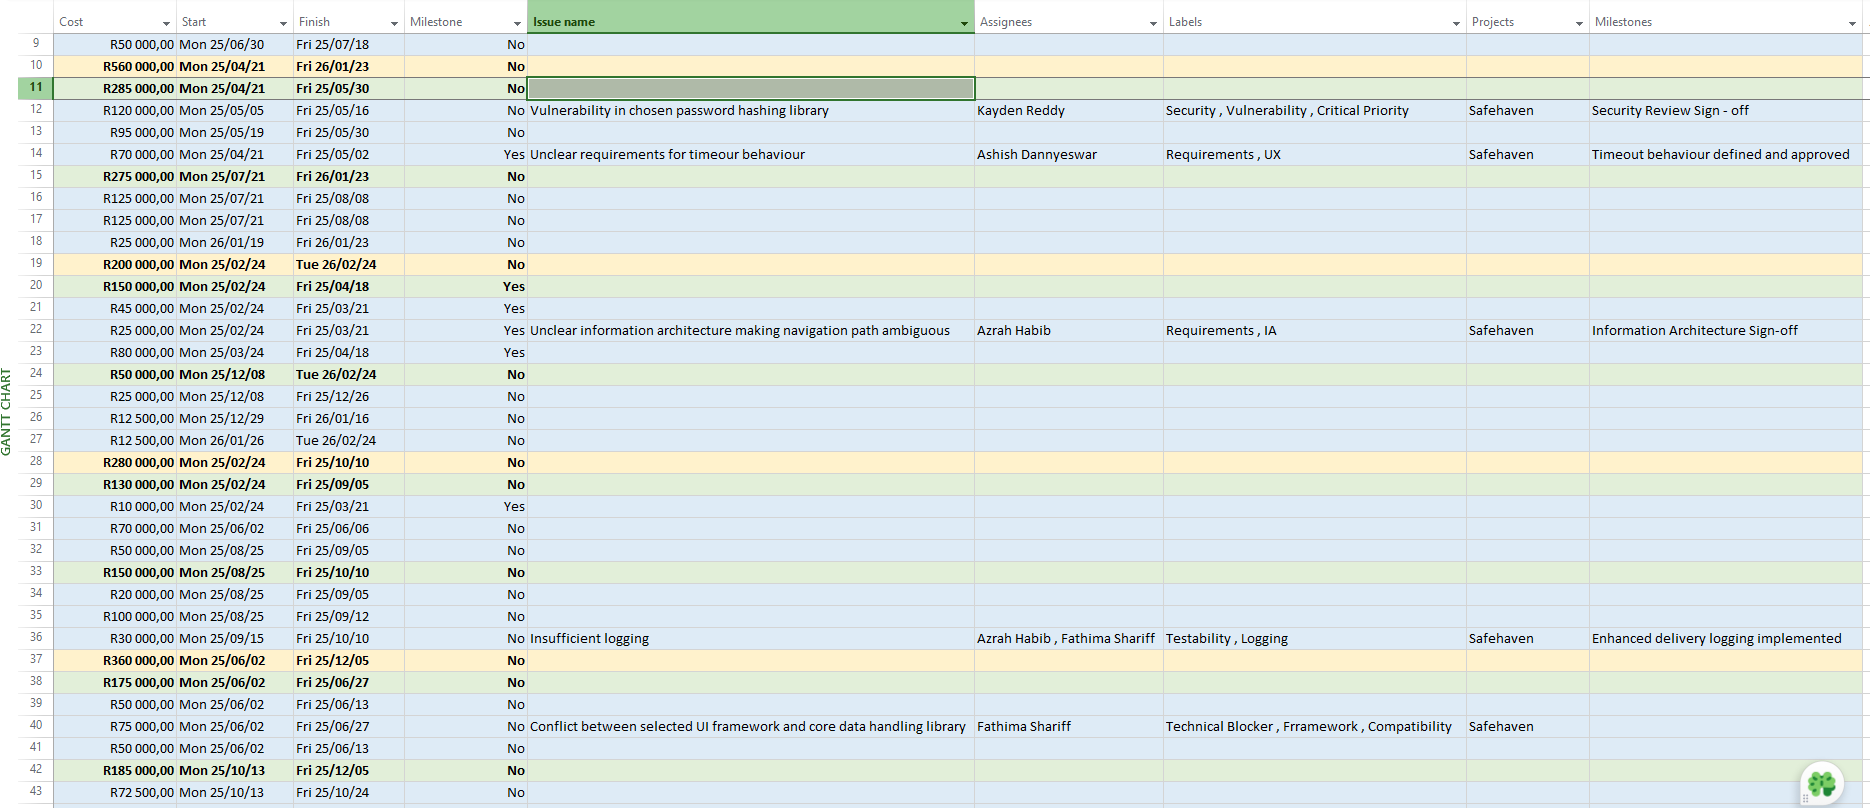 Cost Start Finish Milestone Issue name Assignees Labels Projects Milestones
9 R50 000,00 Mon 25/06/30 Fri 25/07/18 No
10 R560 000,00 Mon 25/04/21 Fri 26/01/23 No
11 R285 000,00 Mon 25/04/21 Fri 25/05/30 No
12 R120 000,00 Mon 25/05/05 Fri 25/05/16 No Vulnerability in chosen password hashing library Kayden Reddy Security , Vulnerability , Critical Priority Safehaven Security Review Sign - off
13 R95 000,00 Mon 25/05/19 Fri 25/05/30 No
14 R70 000,00 Mon 25/04/21 Fri 25/05/02 Yes Unclear requirements for timeour behaviour Ashish Dannyeswar Requirements , UX Safehaven Timeout behaviour defined and approved
15 R275 000,00 Mon 25/07/21 Fri 26/01/23 No
16 R125 000,00 Mon 25/07/21 Fri 25/08/08 No
17 R125 000,00 Mon 25/07/21 Fri 25/08/08 No
18 R25 000,00 Mon 26/01/19 Fri 26/01/23 No
19 R200 000,00 Mon 25/02/24 Tue 26/02/24 No
20 R150 000,00 Mon 25/02/24 Fri 25/04/18 Yes
21 R45 000,00 Mon 25/02/24 Fri 25/03/21 Yes
22 R25 000,00 Mon 25/02/24 Fri 25/03/21 Yes Unclear information architecture making navigation path ambiguous Azrah Habib Requirements , IA Safehaven Information Architecture Sign-off
23 R80 000,00 Mon 25/03/24 Fri 25/04/18 Yes
24 R50 000,00 Mon 25/12/08 Tue 26/02/24 No
25 R25 000,00 Mon 25/12/08 Fri 25/12/26 No
26 R12 500,00 Mon 25/12/29 Fri 26/01/16 No
27 R12 500,00 Mon 26/01/26 Tue 26/02/24 No
28 R280 000,00 Mon 25/02/24 Fri 25/10/10 No
29 R130 000,00 Mon 25/02/24 Fri 25/09/05 No
30 R10 000,00 Mon 25/02/24 Fri 25/03/21 Yes
31 R70 000,00 Mon 25/06/02 Fri 25/06/06 No
32 R50 000,00 Mon 25/08/25 Fri 25/09/05 No
33 R150 000,00 Mon 25/08/25 Fri 25/10/10 No
34 R20 000,00 Mon 25/08/25 Fri 25/09/05 No
35 R100 000,00 Mon 25/08/25 Fri 25/09/12 No
36 R30 000,00 Mon 25/09/15 Fri 25/10/10 No Insufficient logging Azrah Habib , Fathima Shariff Testability , Logging Safehaven Enhanced delivery logging implemented
37 R360 000,00 Mon 25/06/02 Fri 25/12/05 No
38 R175 000,00 Mon 25/06/02 Fri 25/06/27 No
39 R50 000,00 Mon 25/06/02 Fri 25/06/13 No
40 R75 000,00 Mon 25/06/02 Fri 25/06/27 No Conflict between selected UI framework and core data handling library Fathima Shariff Technical Blocker , Frramework , Compatibility Safehaven
41 R50 000,00 Mon 25/06/02 Fri 25/06/13 No
42 R185 000,00 Mon 25/10/13 Fri 25/12/05 No
43 R72 500,00 Mon 25/10/13 Fri 25/10/24 No
GANTT CHART